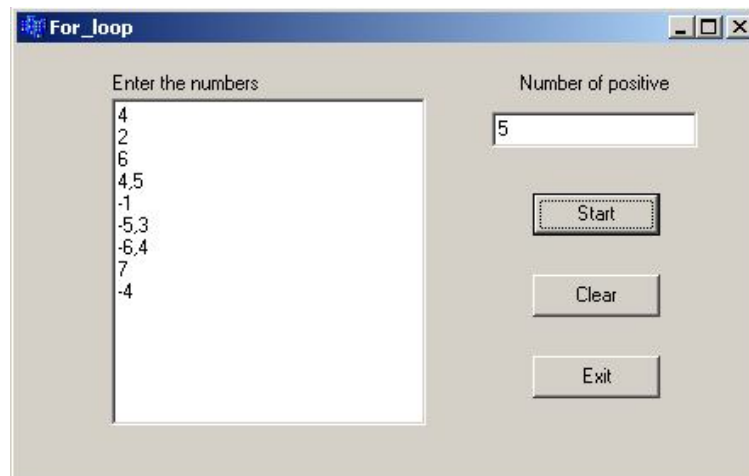 For_loop
Enter the numbers
4
2
6
4,5
-1
-5,3
-6,4
7
-4
Number of positive
5
Start
Clear
Exit